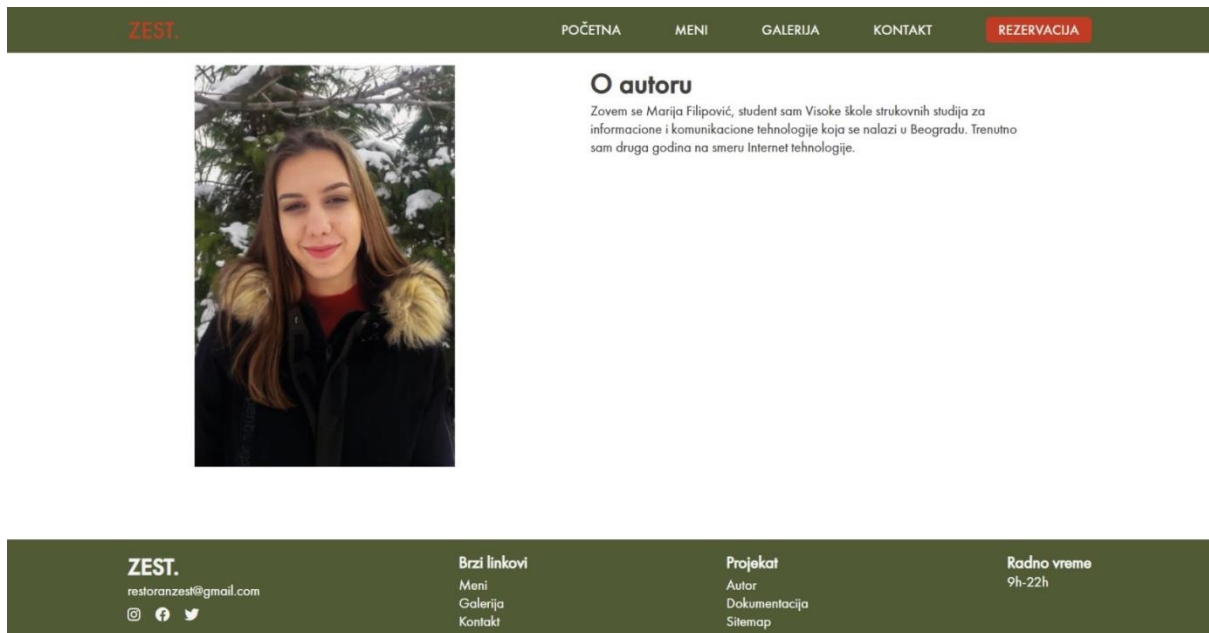 ZEST.
POČETNA
MENI
GALERIJA
KONTAKT
REZERVACIJA
O autoru
Zovem se Marija Filipović, student sam Visoke škole strukovnih studija za
informacione i komunikacione tehnologije koja se nalazi u Beogradu. Trenutno
sam druga godina na smeru Internet tehnologije.
ZEST.
restoranzest@gmail.com
Brzi linkovi
Meni
Galerija
Kontakt
Projekat
Autor
Dokumentacija
Sitemap
Radno vreme
9h-22h